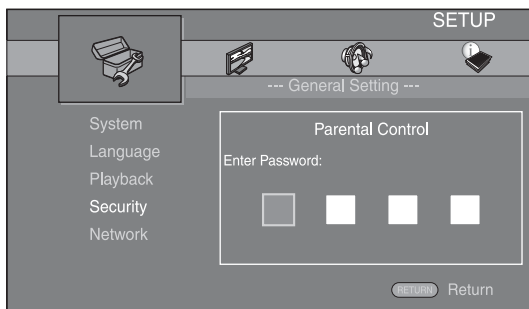 SETUP
--- General Setting ---
System
Language
Playback
Security
Network
Parental Control
Enter Password:
RETURN Return